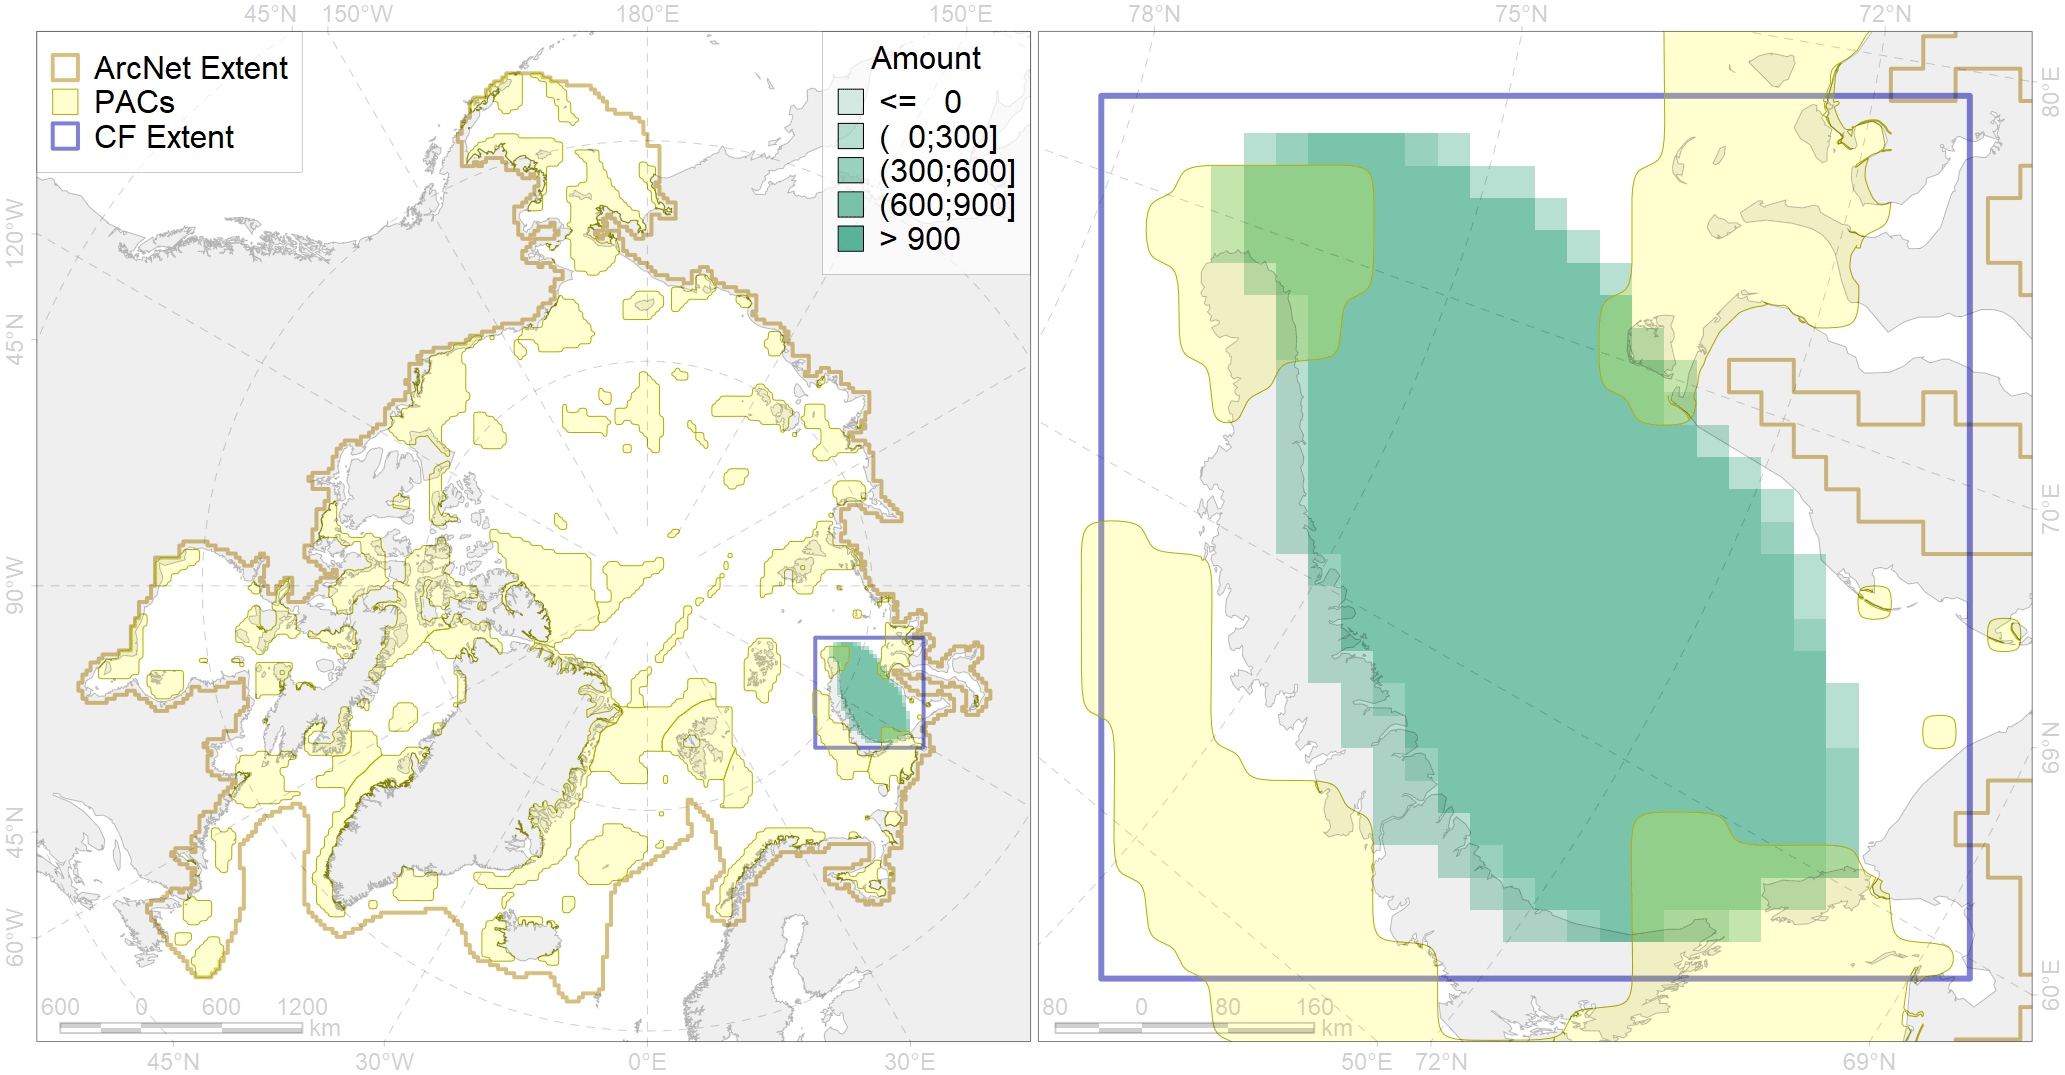 45°N 150°W 180°E 150°E 78°N 75°N 72°N
ArcNet Extent
PACs
CF Extent
Amount
<= 0
( 0;300]
(300;600]
(600;900]
> 900
120°W
45°N
90°W
45°N
60°W
80°E
70°E
69°N
60°E
600 0 600 1200
km
80 0 80 160
km
45°N 30°W 0°E 30°E 50°E 72°N 69°N